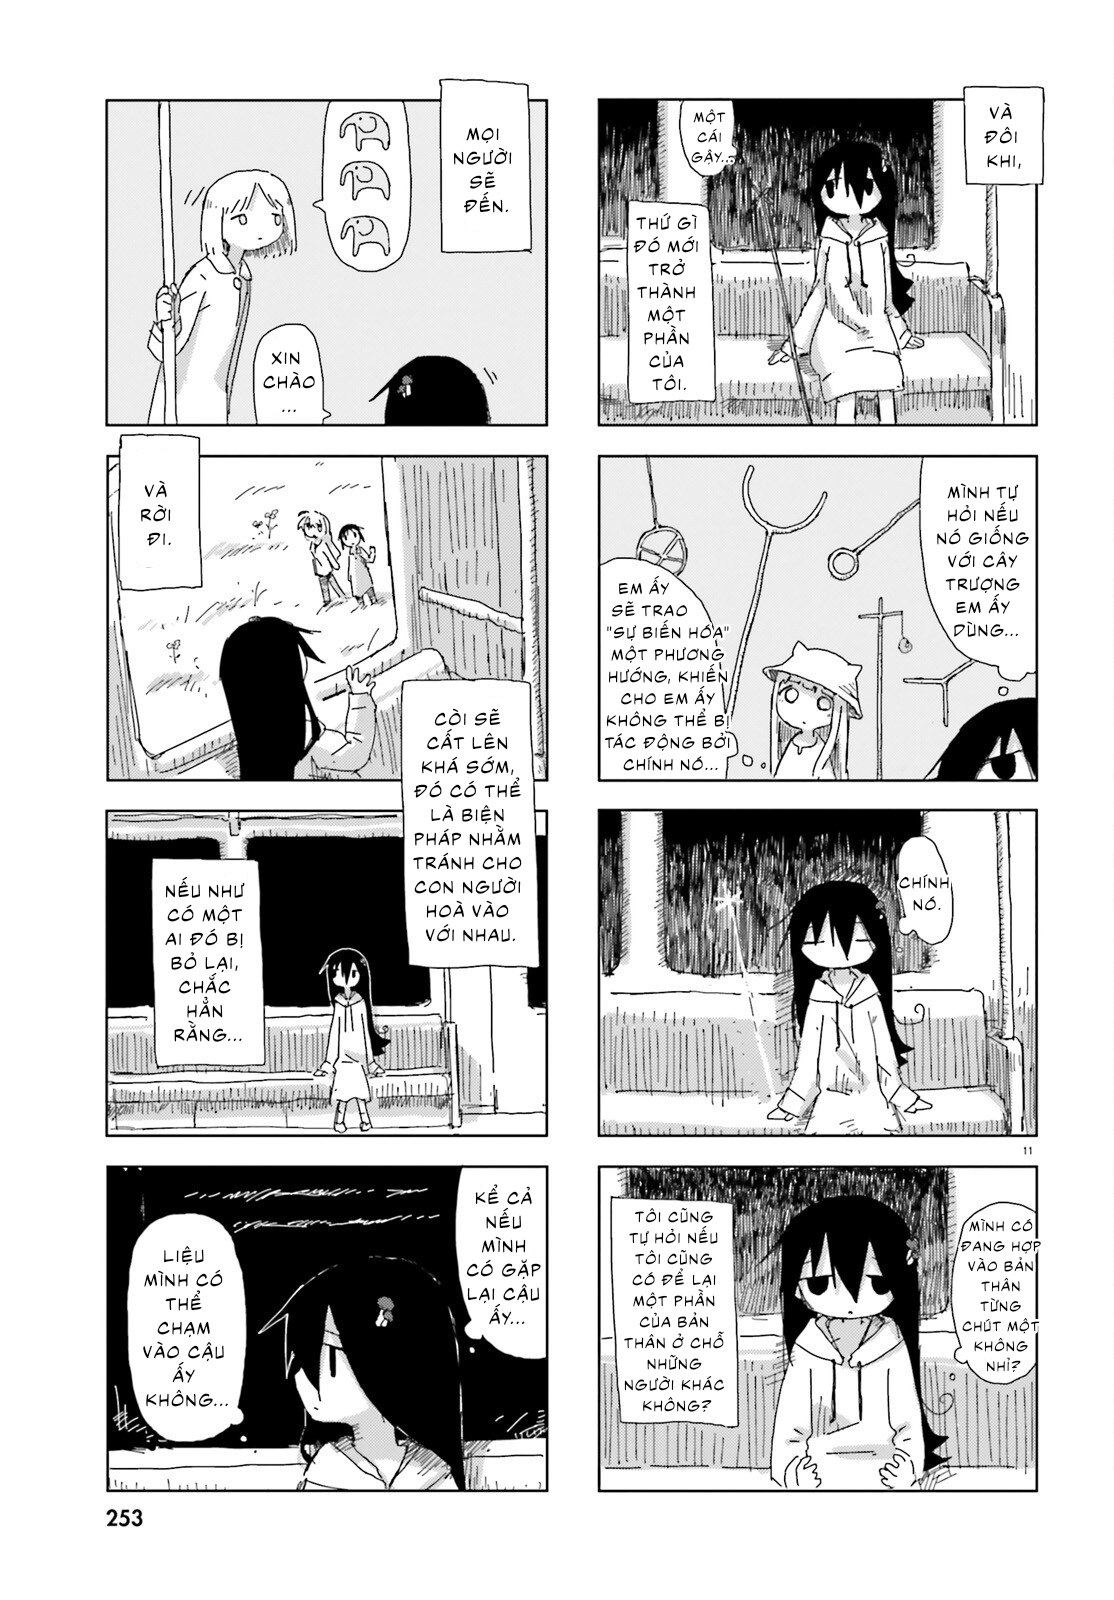 VÀ
ĐÔI
KHI,
MỘT
CÁI
GẬY...
THỨ GÌ
ĐÓ MỚI
TRỞ
THÀNH
MỘT
PHẦN
CỦA
TÔI.
MÌNH TỰ
HỎI NẾU
NÓ GIỐNG
VỚI CÂY
TRƯỢNG
EM ẤY
DÙNG...
EM ẤY
SẼ TRAO
"SỰ BIẾN HÓA"
MỘT PHƯƠNG
HƯỚNG, KHIẾN
CHO EM ẤY
KHÔNG THỂ BỊ
TÁC ĐỘNG BỞI
CHÍNH NÓ...
CHÍNH
NÓ.
11
MÌNH CÓ
ĐANG HỢP
VÀO BẢN
THÂN
TỪNG
CHÚT MỘT
KHÔNG
NHỈ?
TÔI CŨNG
TỰ HỎI NẾU
TÔI CŨNG
CÓ ĐỂ LẠI
MỘT PHẦN
CỦA BẢN
THÂN Ở CHỖ
NHỮNG
NGƯỜI KHÁC
KHÔNG?
MỌI
NGƯỜI
SẼ
ĐẾN.
XIN
CHÀO
...
VÀ
RỜI
ĐI.
CÒI SẼ
CẤT LÊN
KHÁ SỚM,
ĐÓ CÓ THỂ
LÀ BIỆN
PHÁP NHẰM
TRÁNH CHO
CON NGƯỜI
HOÀ VÀO
VỚI NHAU.
NẾU NHƯ
CÓ MỘT
AI ĐÓ BỊ
BỎ LẠI,
CHẮC
HẲN
RẰNG...
KỂ CẢ
NẾU
MÌNH
CÓ GẶP
LẠI CẬU
ẤY...
LIỆU
MÌNH CÓ
THỂ
CHẠM
VÀO CẬU
ẤY
KHÔNG...
253